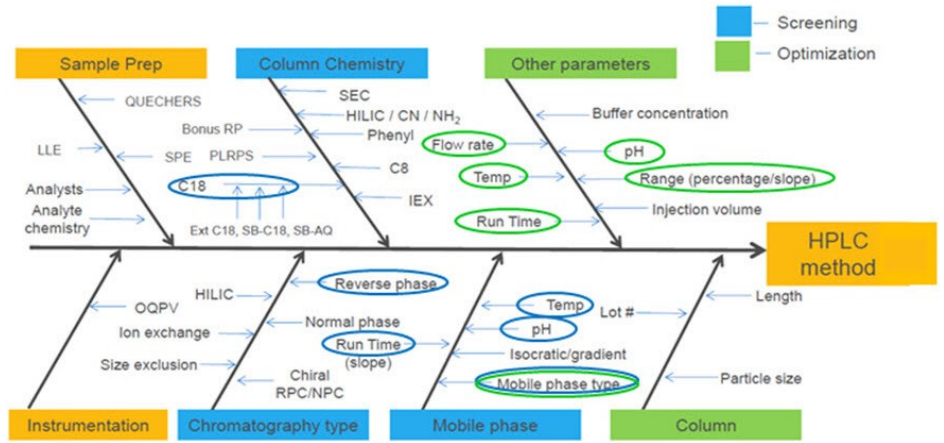 Screening
Optimization
Sample Prep
Column Chemistry
Other parameters
QUECHERS
LLE
SPE
Analysts
Analyte
chemistry
SEC
HILIC / CN / NH₂
Bonus RP
Phenyl
PLRPS
C8
C18
IEX
Ext C18, SB-C18, SB-AQ
Buffer concentration
Flow rate
pH
Temp
Range (percentage/slope)
Injection volume
Run Time
HPLC
method
OQPV
HILIC
Reverse phase
Ion exchange
Normal phase
Size exclusion
Chiral
RPC/NPC
Run Time
(slope)
Temp
pH
Isocratic/gradient
Mobile phase type
Lot #
Length
Particle size
Instrumentation
Chromatography type
Mobile phase
Column